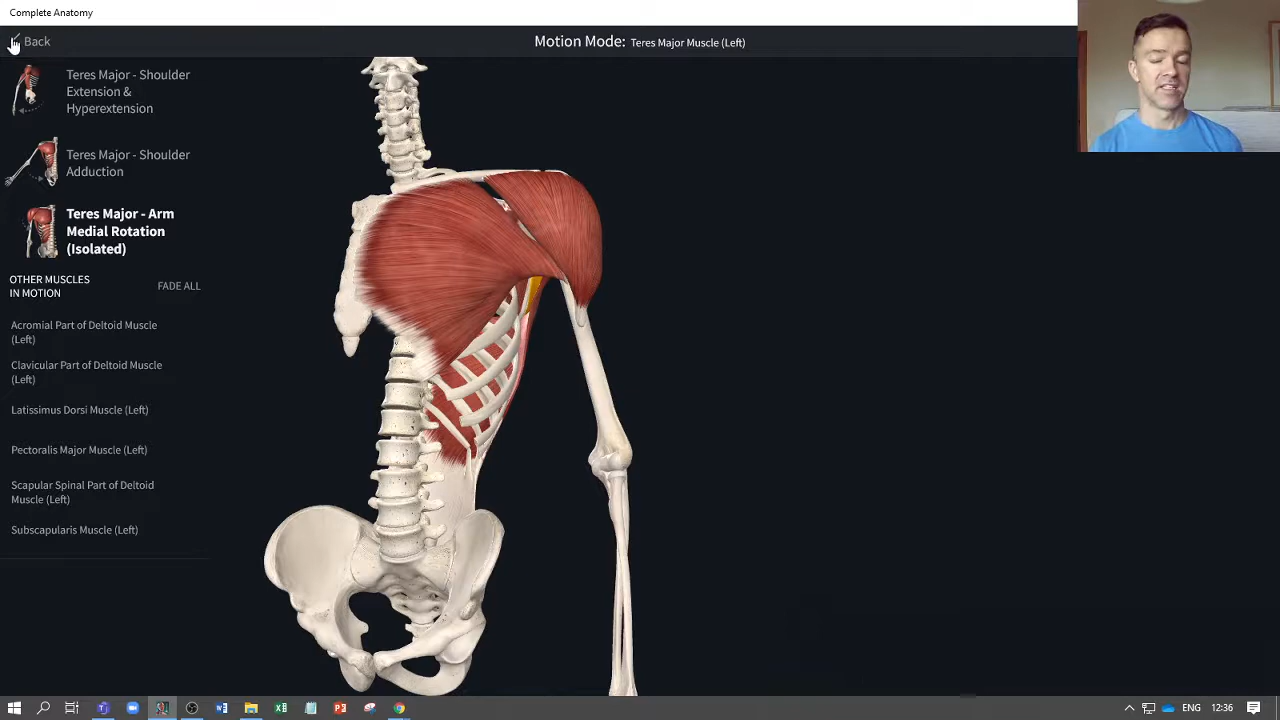 Complete Anatomy
Back
Motion Mode: Teres Major Muscle (Left)
Teres Major - Shoulder
Extension &
Hyperextension
Teres Major - Shoulder
Adduction
Teres Major - Arm
Medial Rotation
(Isolated)
OTHER MUSCLES
IN MOTION
FADE ALL
Acromial Part of Deltoid Muscle
(Left)
Clavicular Part of Deltoid Muscle
(Left)
Latissimus Dorsi Muscle (Left)
Pectoralis Major Muscle (Left)
Scapular Spinal Part of Deltoid
Muscle (Left)
Subscapularis Muscle (Left)
ENG
12:36